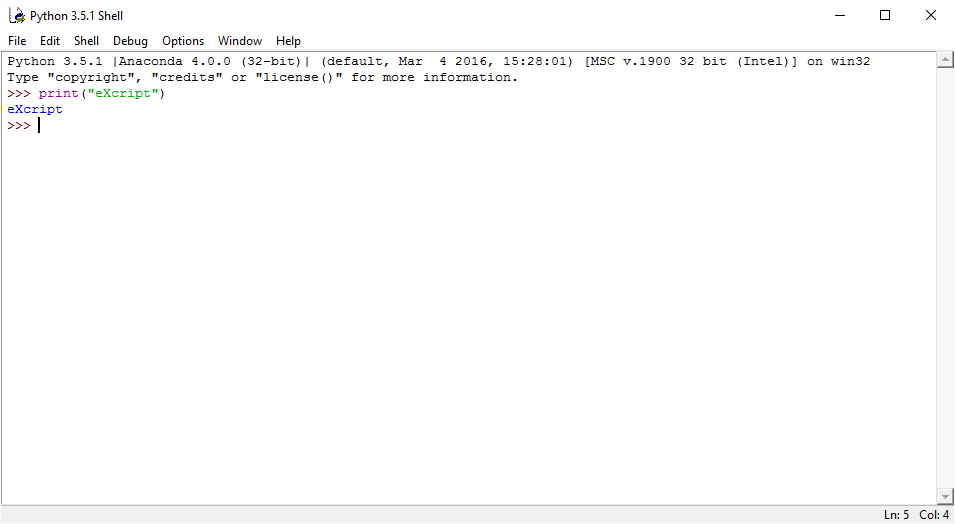 Python 3.5.1 Shell
File Edit Shell Debug Options Window Help
Python 3.5.1 |Anaconda 4.0.0 (32-bit)| (default, Mar  4 2016, 15:28:01) [MSC v.1900 32 bit (Intel)] on win32
Type "copyright", "credits" or "license()" for more information.
>>> print("eXcript")
eXcript
>>>
Ln: 5 Col: 4